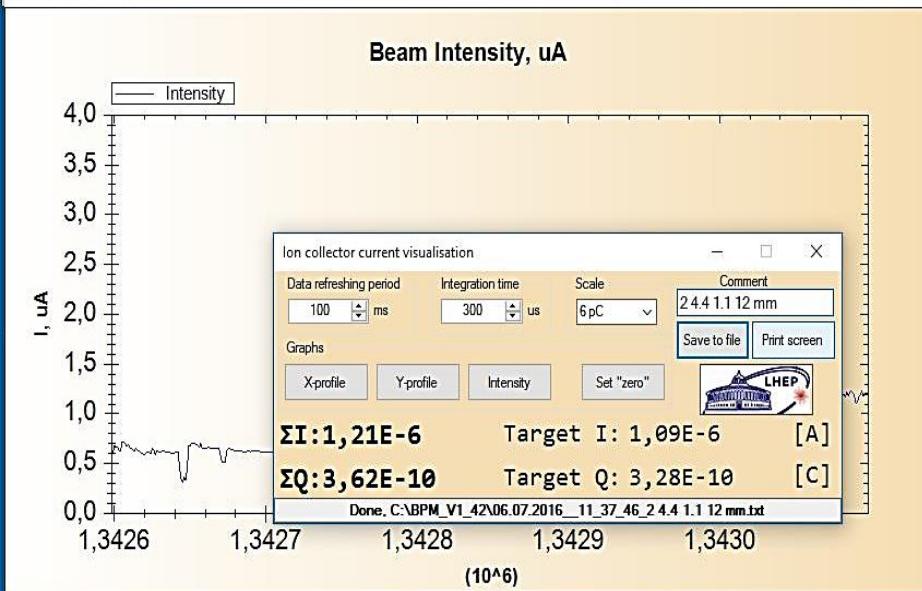 Beam Intensity, uA
Intensity
4,0
3,5
3,0
2,5
2,0
1,5
1,0
0,5
0,0
I, uA
1,3426 1,3427 1,3428 1,3429 1,3430
(10^6)
Ion collector current visualisation
Data refreshing period Integration time Scale Comment
100 ms 300 us 6 pC 2 4.4 1.1 12 mm
Save to file Print screen
Graphs
X-profile Y-profile Intensity Set "zero"
LHEP
ΣI:1,21E-6 Target I: 1,09E-6 [A]
ΣQ:3,62E-10 Target Q: 3,28E-10 [C]
Done, C:\BPM_V1_42\06.07.2016__11_37_46_2 4.4 1.1 12 mm.txt